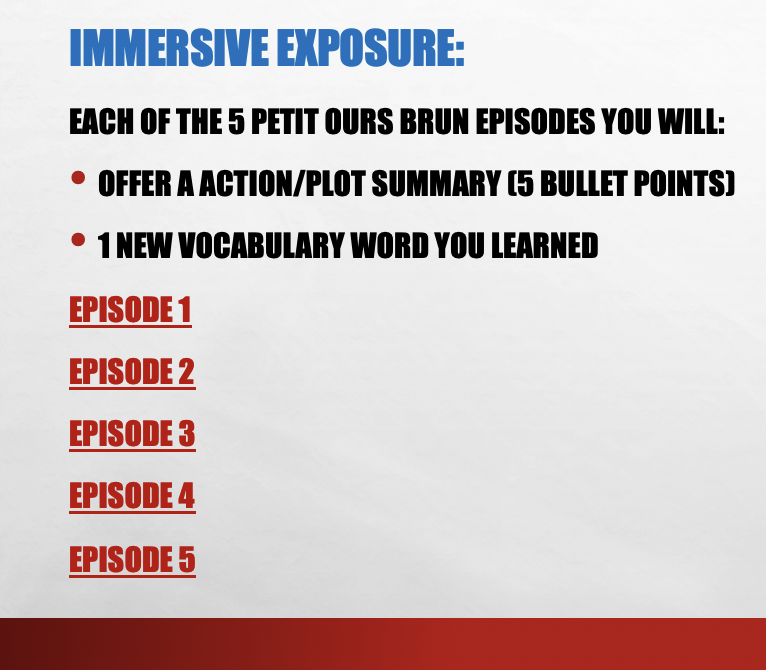 IMMERSIVE EXPOSURE:
EACH OF THE 5 PETIT OURS BRUN EPISODES YOU WILL:
• OFFER A ACTION/PLOT SUMMARY (5 BULLET POINTS)
• 1 NEW VOCABULARY WORD YOU LEARNED
EPISODE 1
EPISODE 2
EPISODE 3
EPISODE 4
EPISODE 5